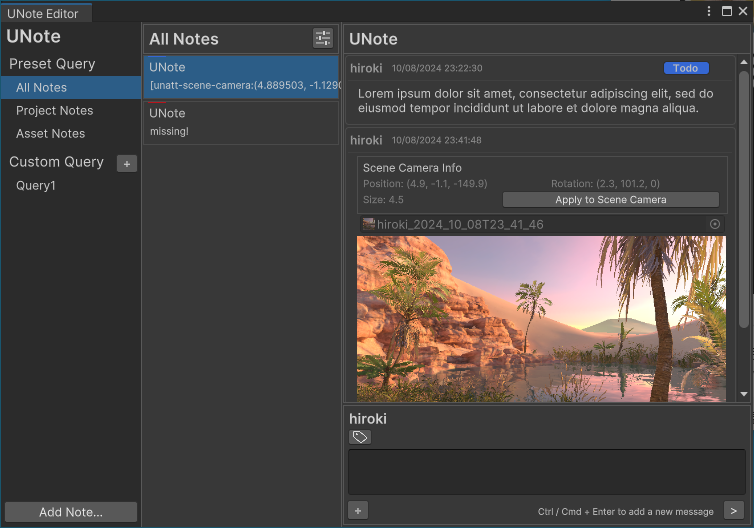 UNote Editor
UNote
Preset Query
All Notes
Project Notes
Asset Notes
Custom Query
+
Query1
Add Note...
All Notes
UNote
[unatt-scene-camera:(4.889503, -1.1290
UNote
missing!
UNote
hiroki 10/08/2024 23:22:30 Todo
Lorem ipsum dolor sit amet, consectetur adipiscing elit, sed do
eiusmod tempor incididunt ut labore et dolore magna aliqua.
hiroki 10/08/2024 23:41:48
Scene Camera Info
Position: (4.9, -1.1, -149.9) Rotation: (2.3, 101.2, 0)
Size: 4.5 Apply to Scene Camera
hiroki_2024_10_08T23_41_46
hiroki
+ Ctrl / Cmd + Enter to add a new message >